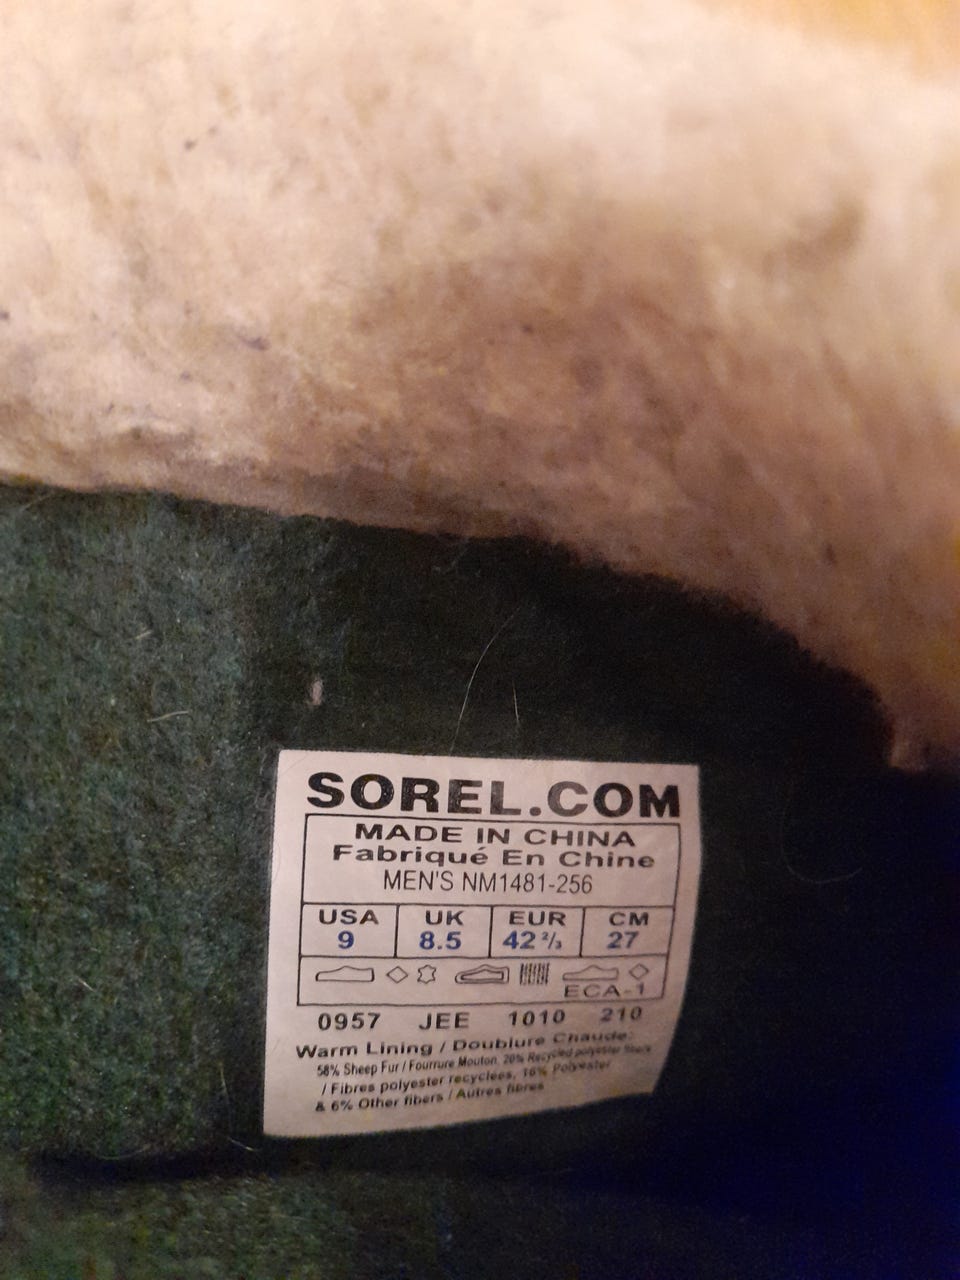 SOREL.COM
MADE IN CHINA
Fabriqué En Chine
MEN'S NM1481-256
USA UK EUR CM
9 8.5 42 ⅔ 27
ECA-1
0957 JEE 1010 210
Warm Lining / Doublure Chaude:
58% Sheep Fur / Fourrure Mouton, 20% Recycled polyester fibers
/ Fibres polyester recyclées, 16% Polyester
& 6% Other fibers / Autres fibres